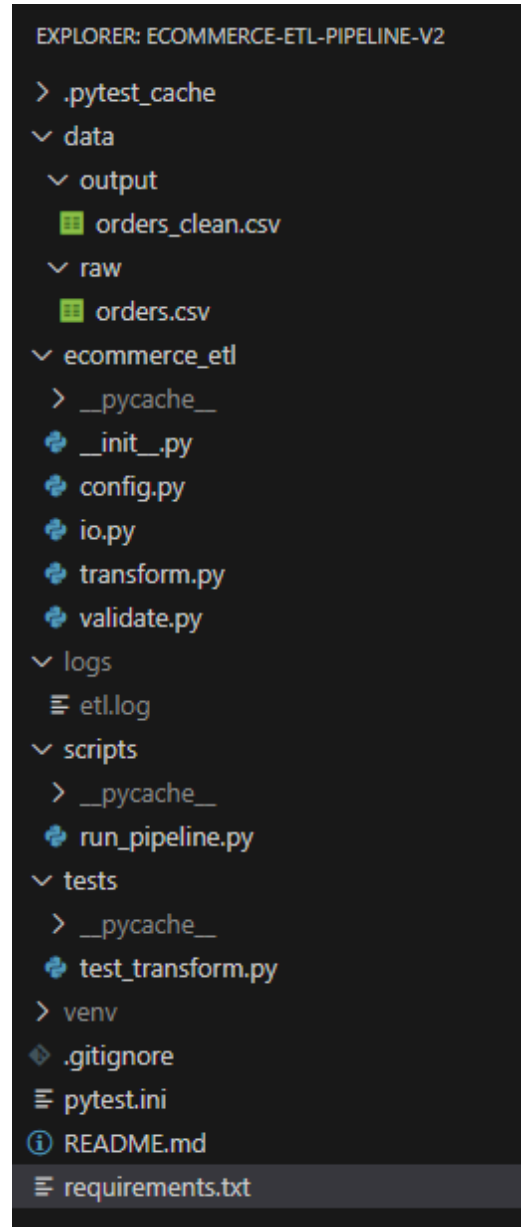 EXPLORER: ECOMMERCE-ETL-PIPELINE-V2
.pytest_cache
data
output
orders_clean.csv
raw
orders.csv
ecommerce_etl
__pycache__
__init__.py
config.py
io.py
transform.py
validate.py
logs
etl.log
scripts
__pycache__
run_pipeline.py
tests
__pycache__
test_transform.py
venv
.gitignore
pytest.ini
README.md
requirements.txt